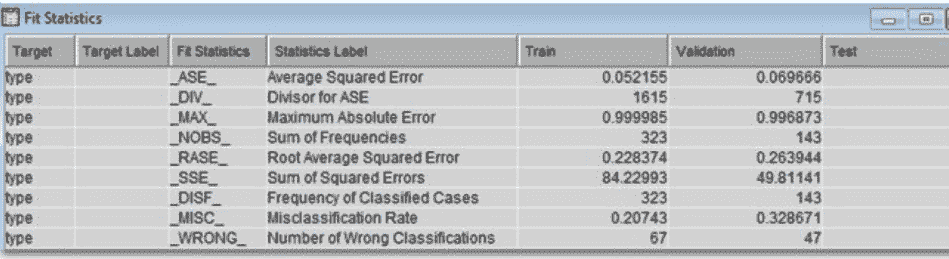 Fit Statistics
Target Target Label Fit Statistics Statistics Label Train Validation Test
type _ASE_ Average Squared Error 0.052155 0.069666
type _DIV_ Divisor for ASE 1615 715
type _MAX_ Maximum Absolute Error 0.999985 0.996873
type _NOBS_ Sum of Frequencies 323 143
type _RASE_ Root Average Squared Error 0.228374 0.263944
type _SSE_ Sum of Squared Errors 84.22993 49.81141
type _DISF_ Frequency of Classified Cases 323 143
type _MISC_ Misclassification Rate 0.20743 0.328671
type _WRONG_ Number of Wrong Classifications 67 47